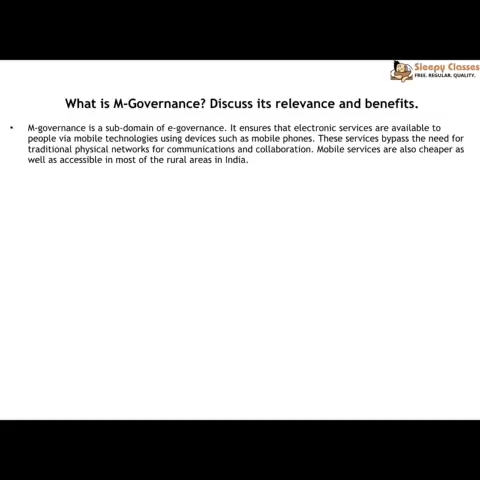 Sleepy Classes
FREE. REGULAR. QUALITY.
What is M-Governance? Discuss its relevance and benefits.
• M-governance is a sub-domain of e-governance. It ensures that electronic services are available to
people via mobile technologies using devices such as mobile phones. These services bypass the need for
traditional physical networks for communications and collaboration. Mobile services are also cheaper as
well as accessible in most of the rural areas in India.